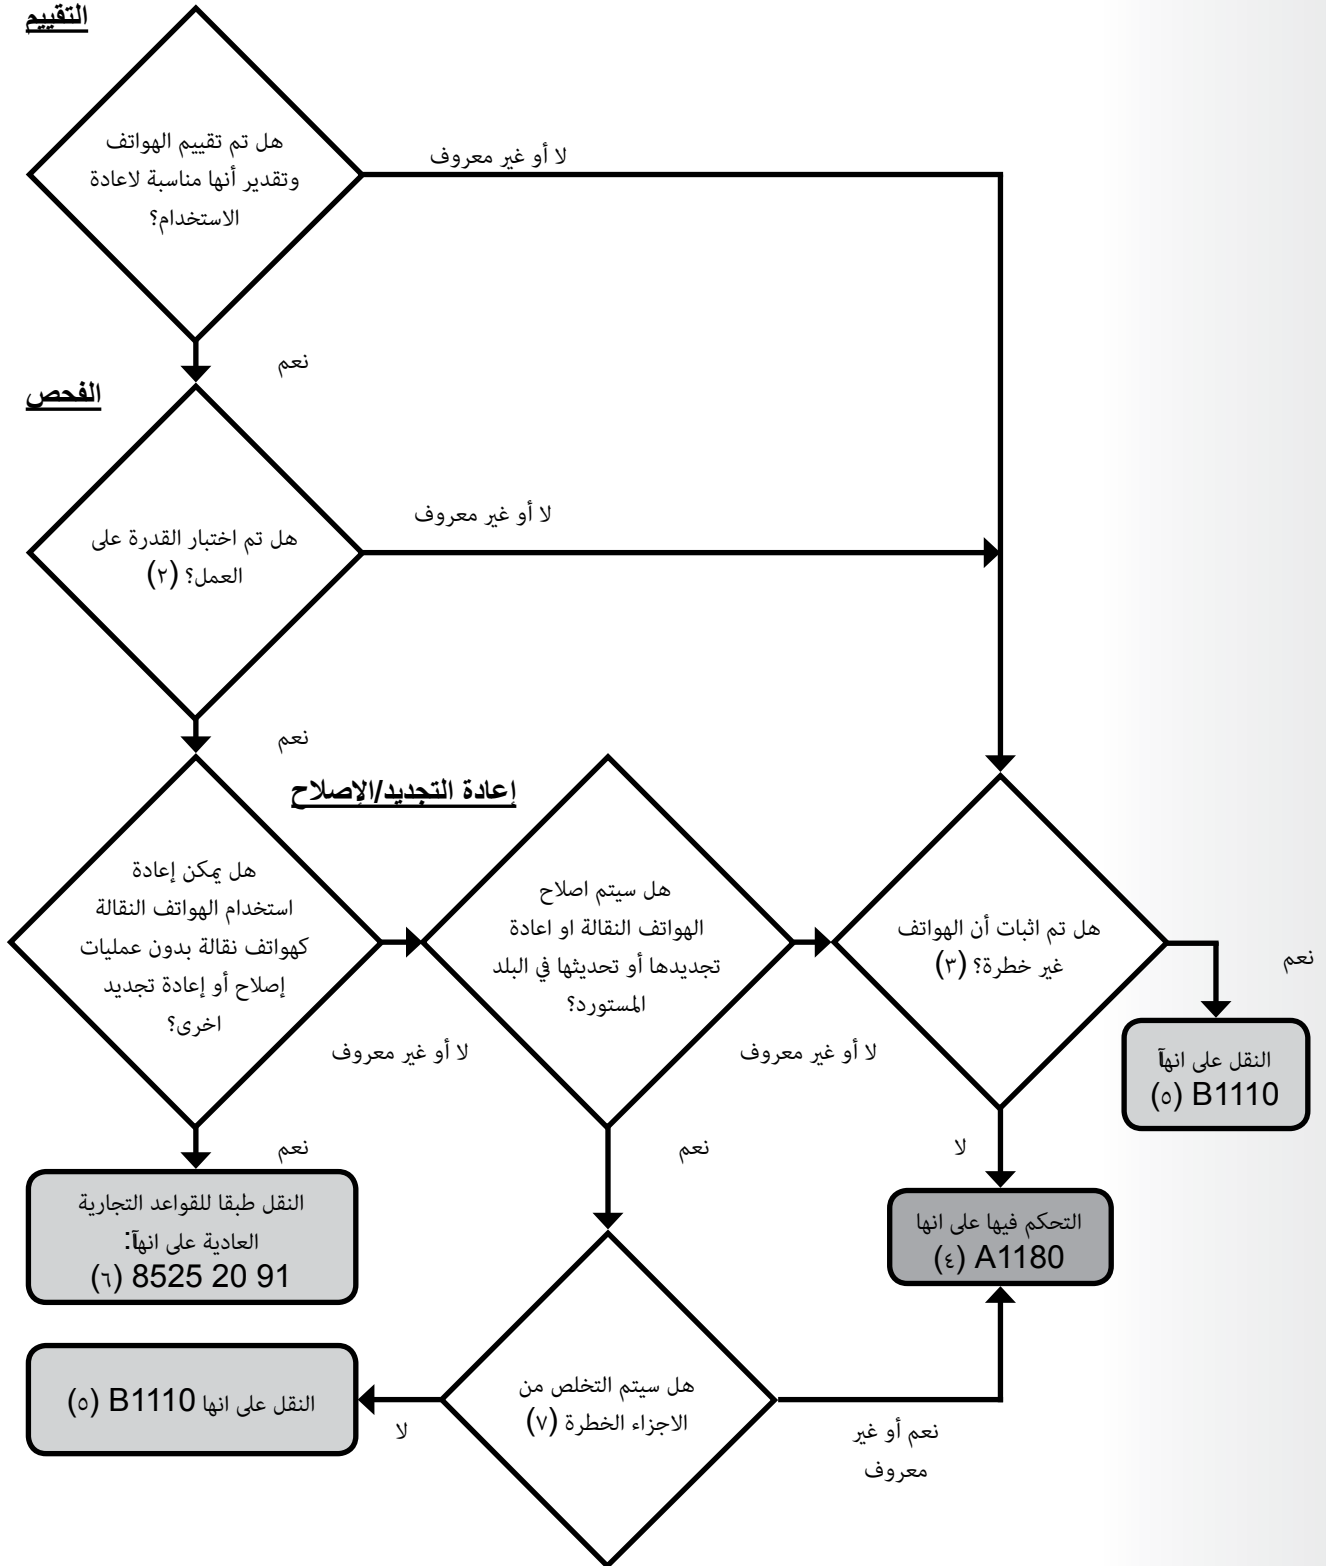 التقييم
هل تم تقييم الهواتف
وتقدير أنها مناسبة لاعادة
الاستخدام؟
لا أو غير معروف
نعم
الفحص
هل تم اختبار القدرة على
العمل؟ (٢)
لا أو غير معروف
نعم
إعادة التجديد/الإصلاح
هل يمكن إعادة
استخدام الهواتف النقالة
كهواتف نقالة بدون عمليات
إصلاح أو إعادة تجديد
اخرى؟
لا أو غير معروف
نعم
هل سيتم اصلاح
الهواتف النقالة او اعادة
تجديدها أو تحديثها في البلد
المستورد؟
لا أو غير معروف
نعم
هل تم اثبات أن الهواتف
غير خطرة؟ (٣)
نعم
لا
النقل على انهاآ
B1110 (٥)
النقل طبقا للقواعد التجارية
العادية على انهاآ:
8525 20 91 (٦)
التحكم فيها على انها
A1180 (٤)
هل سيتم التخلص من
الاجزاء الخطرة (٧)
نعم أو غير
معروف
لا
النقل على انها B1110 (٥)